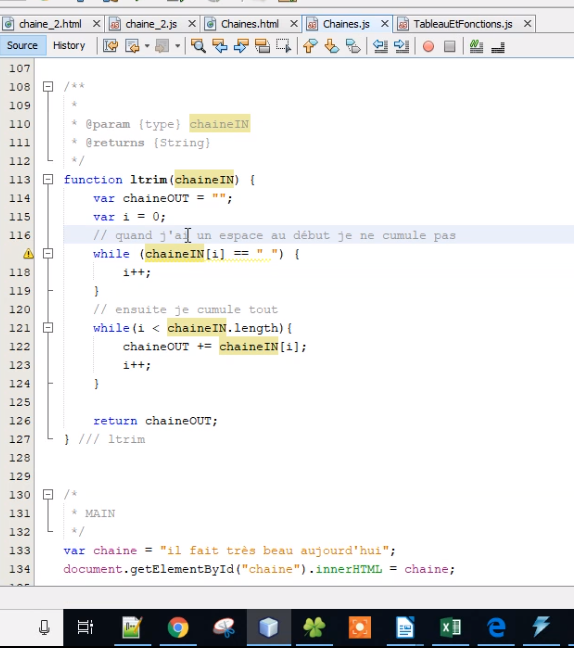 chaine_2.html × chaine_2.js × Chaines.html × Chaines.js × TableauEtFonctions.js ×
Source History
107
108 /**
109 *
110 * @param {type} chaineIN
111 * @returns {String}
112 */
113 function ltrim(chaineIN) {
114 var chaineOUT = "";
115 var i = 0;
116 // quand j'ai un espace au début je ne cumule pas
while (chaineIN[i] == " ") {
118 i++;
119 }
120 // ensuite je cumule tout
121 while(i < chaineIN.length){
122 chaineOUT += chaineIN[i];
123 i++;
124 }
125
126 return chaineOUT;
127 } /// ltrim
128
129
130 /*
131 * MAIN
132 */
133 var chaine = "il fait très beau aujourd'hui";
134 document.getElementById("chaine").innerHTML = chaine;